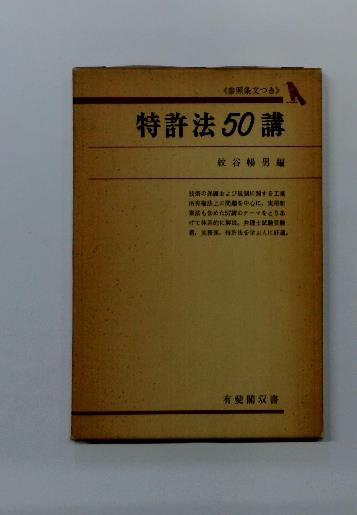 《参照条文つき》
特許法50講
紋谷暢男編
技術の保護および規制に関する工業
所有権法上の問題を中心に、実用新
案法も含めた57講のテーマをとりあ
げて体系的に解説。弁理士試験受験
者、実務家、特許法を学ぶ人に好適。
有斐閣双書